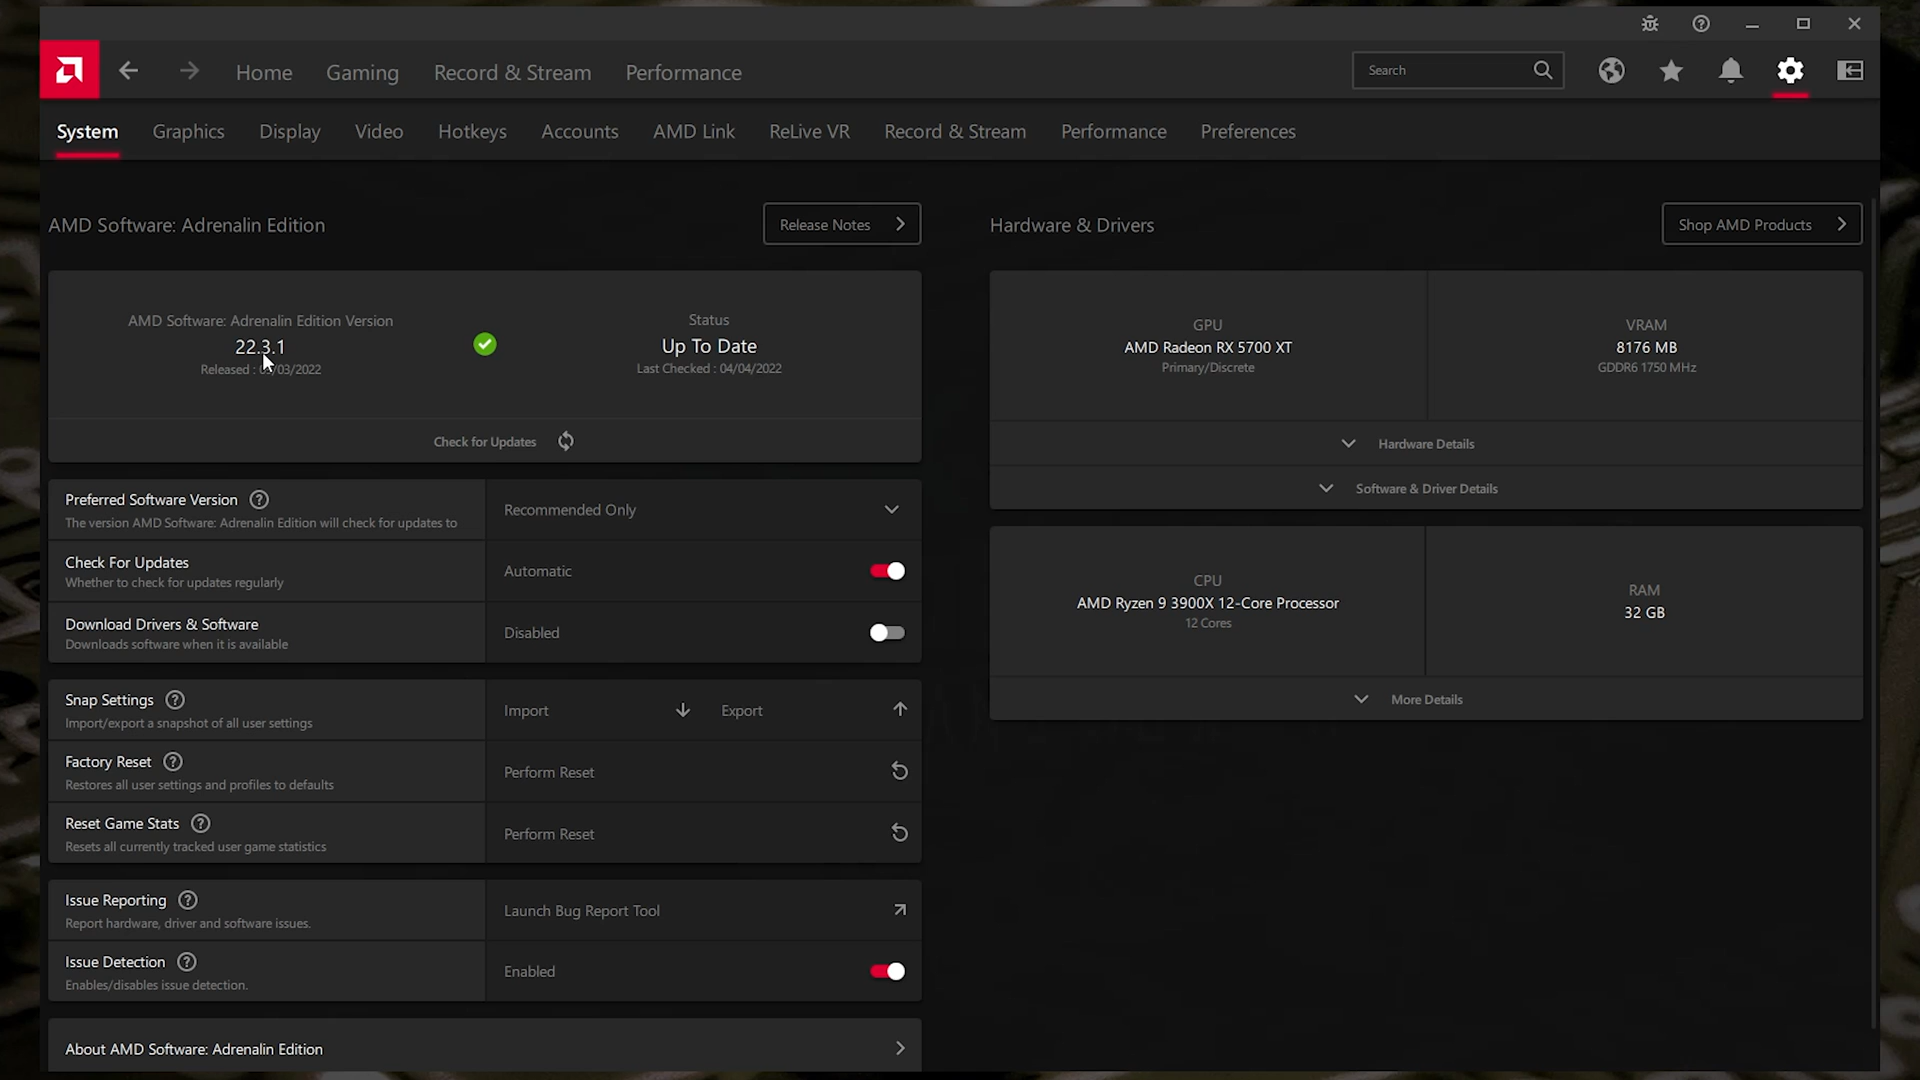 Home
Gaming
Record & Stream
Performance
Search
System
Graphics
Display
Video
Hotkeys
Accounts
AMD Link
ReLive VR
Record & Stream
Performance
Preferences
AMD Software: Adrenalin Edition
Release Notes
AMD Software: Adrenalin Edition Version
22.3.1
Released : /03/2022
Status
Up To Date
Last Checked : 04/04/2022
Check for Updates
Preferred Software Version
The version AMD Software: Adrenalin Edition will check for updates to
Recommended Only
Check For Updates
Whether to check for updates regularly
Automatic
Download Drivers & Software
Downloads software when it is available
Disabled
Snap Settings
Import/export a snapshot of all user settings
Import
Export
Factory Reset
Restores all user settings and profiles to defaults
Perform Reset
Reset Game Stats
Resets all currently tracked user game statistics
Perform Reset
Issue Reporting
Report hardware, driver and software issues.
Launch Bug Report Tool
Issue Detection
Enables/disables issue detection.
Enabled
About AMD Software: Adrenalin Edition
Hardware & Drivers
Shop AMD Products
GPU
AMD Radeon RX 5700 XT
Primary/Discrete
VRAM
8176 MB
GDDR6 1750 MHz
Hardware Details
Software & Driver Details
CPU
AMD Ryzen 9 3900X 12-Core Processor
12 Cores
RAM
32 GB
More Details